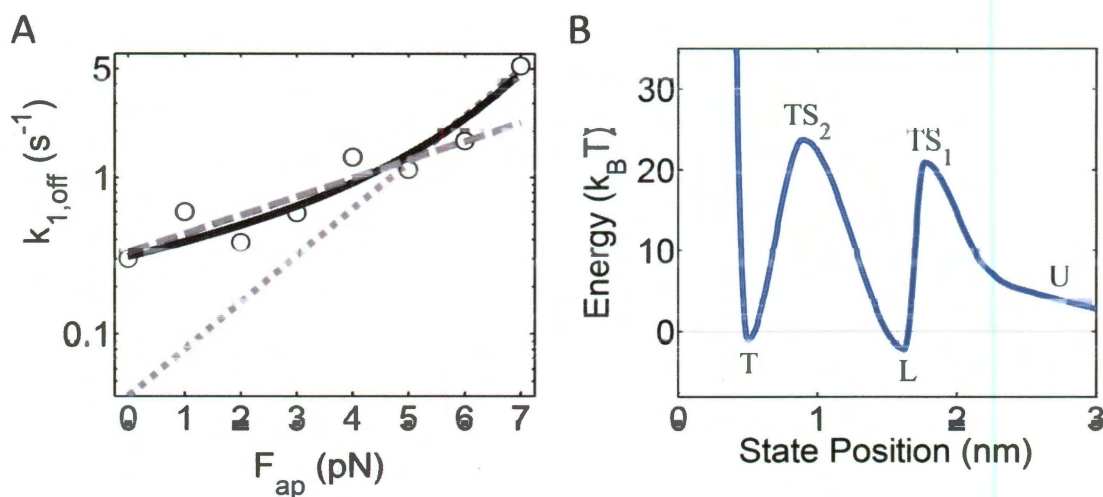 A
k1,off (s-1)
5
1
0.1
0 1 2 3 4 5 6 7
Fap (pN)
B
Energy (kBT)
30
20
10
0
TS2
TS1
U
T
L
0 1 2 3
State Position (nm)